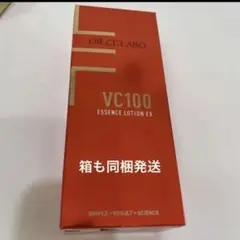 DR.CI:LABO
VC100
ESSENCE LOTION EX
箱も同梱発送
SIMPLE • RESULT • SCIENCE